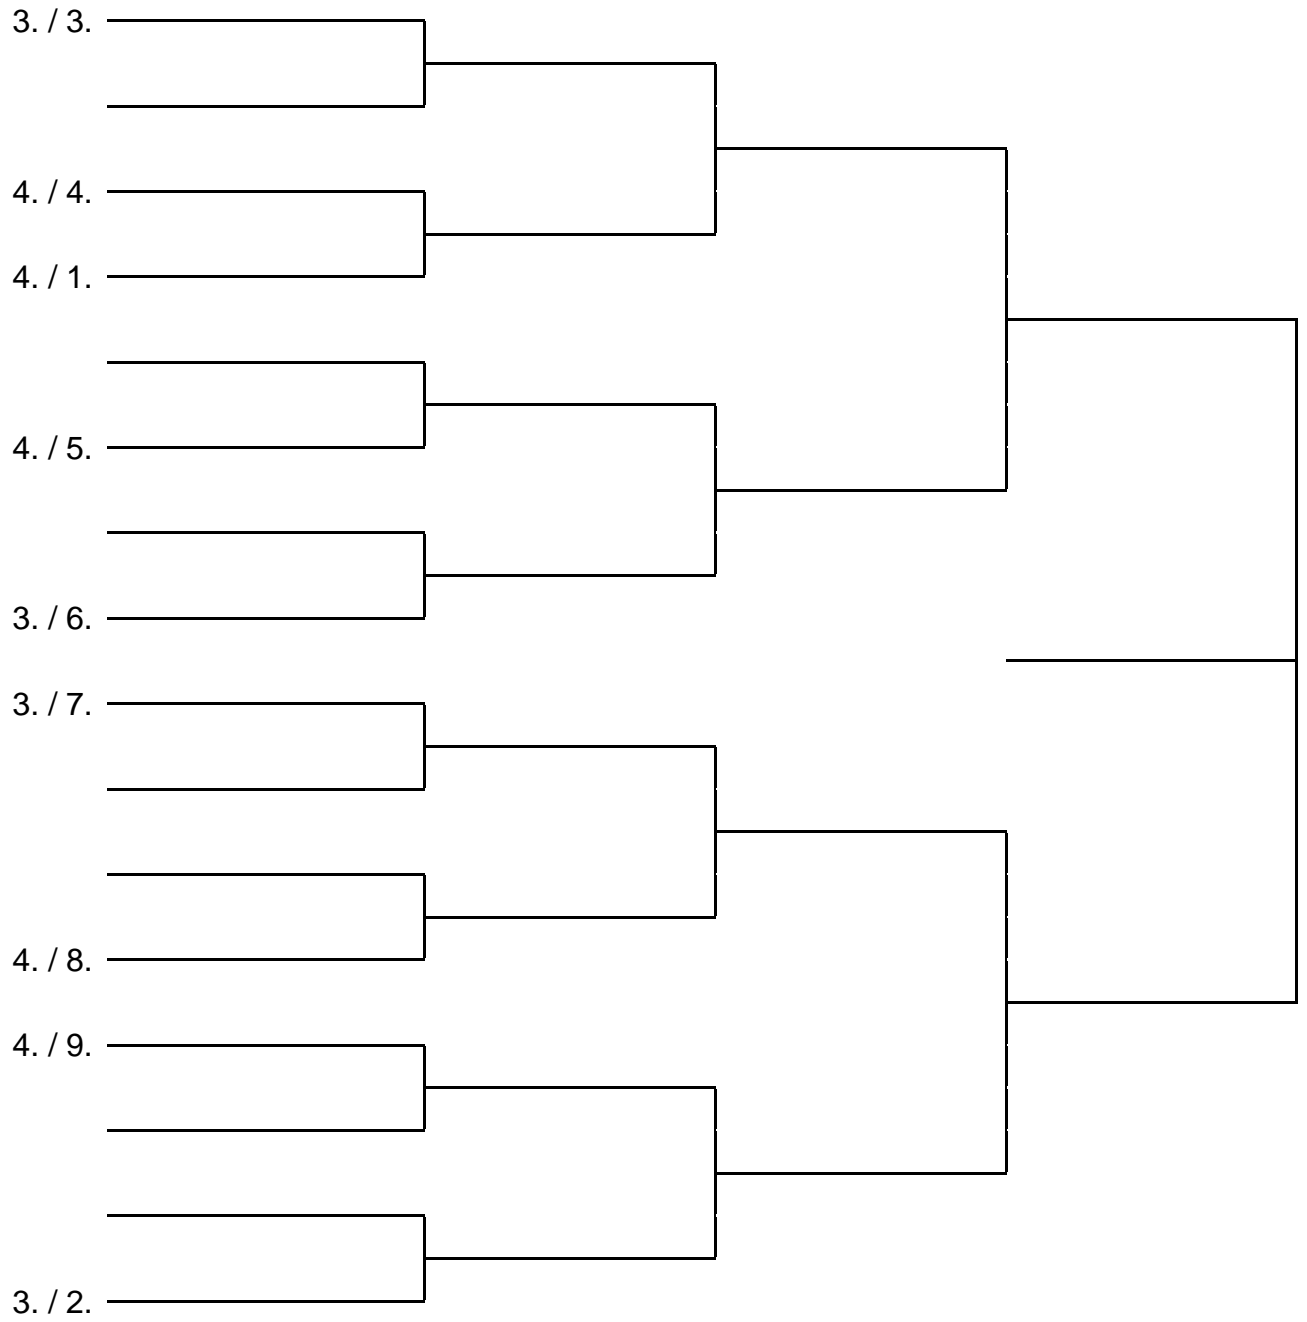 3. / 3.
4. / 4.
4. / 1.
4. / 5.
3. / 6.
3. / 7.
4. / 8.
4. / 9.
3. / 2.